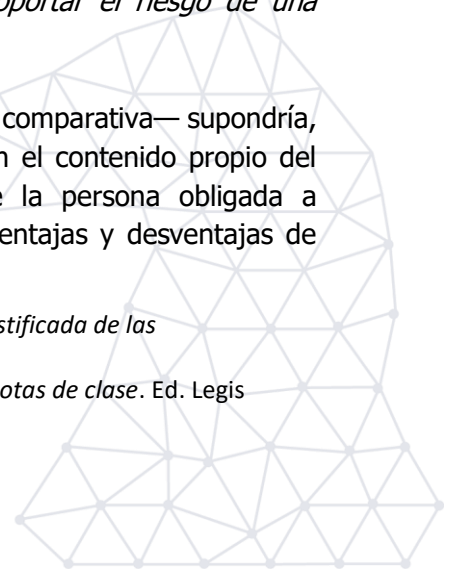 oportar el riesgo de una
comparativa— supondría,
el contenido propio del
la persona obligada a
entajas y desventajas de
stificada de las
otas de clase. Ed. Legis